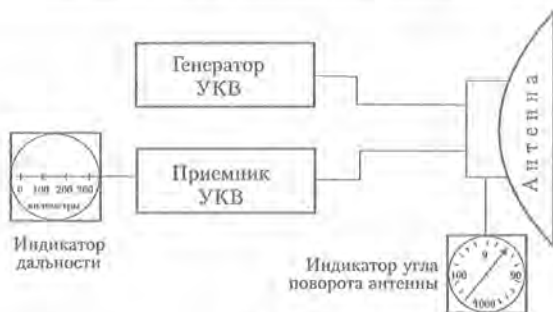 Генератор
УКВ
Антенна
0 100 200 300
километры
Приемник
УКВ
Индикатор
дальности
Индикатор угла
поворота антенны
0
100
90
1000